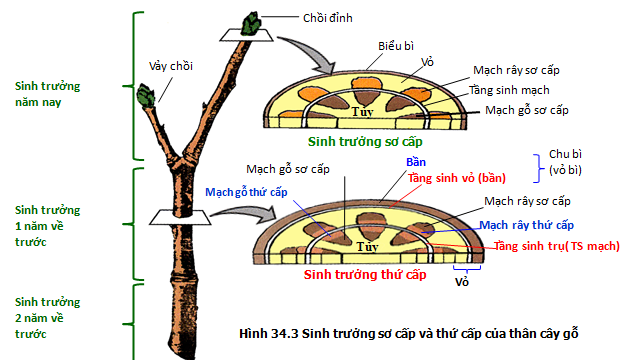 Chồi đỉnh
Vảy chồi
Sinh trưởng
năm nay
Biểu bì
Vỏ
Mạch rây sơ cấp
Tầng sinh mạch
Mạch gỗ sơ cấp
Tủy
Sinh trưởng sơ cấp
Mạch gỗ sơ cấp
Bần
Chu bì
(vỏ bì)
Mạch gỗ thứ cấp
Tầng sinh vỏ (bần)
Mạch rây sơ cấp
Sinh trưởng
1 năm về
trước
Mạch rây thứ cấp
Tầng sinh trụ( TS mạch)
Tủy
Sinh trưởng thứ cấp
Vỏ
Sinh trưởng
2 năm về
trước
Hình 34.3 Sinh trưởng sơ cấp và thứ cấp của thân cây gỗ